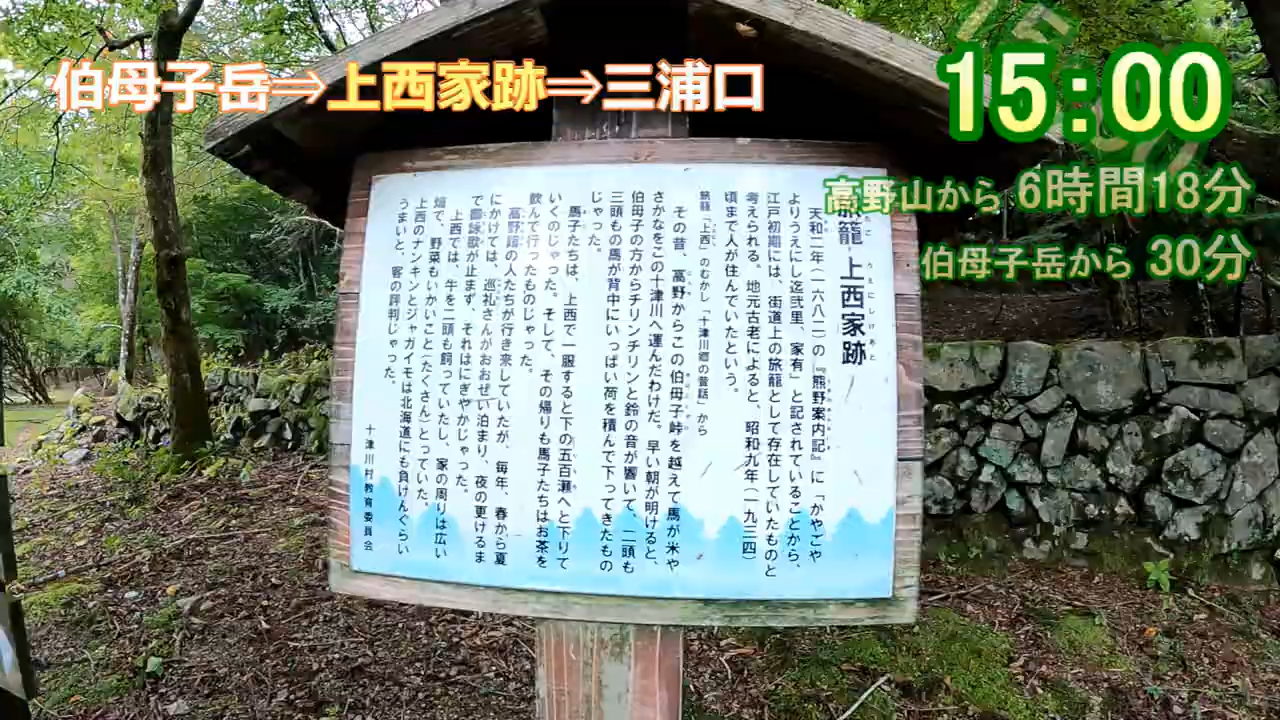 伯母子岳⇒上西家跡⇒三浦口
15:00
高野山から 6時間18分
伯母子岳から 30分
旅籠 上西家跡
天和二年(一六八二)の『熊野案内記』に「かやごや
よりうえにし迄弐里、家有」と記されていることから、
江戸初期には、街道上の旅籠として存在していたものと
考えられる。地元古老によると、昭和九年(一九三四)
頃まで人が住んでいたという。
旅籠「上西」のむかし「十津川郷の昔話」から
その昔、高野からこの伯母子峠を越えて馬が米や
さかなをこの十津川へ運んだわけだ。早い朝が明けると、
伯母子の方からチリンチリンと鈴の音が響いて、二頭も
三頭もの馬が背中にいっぱい荷を積んで下ってきたもの
じゃった。
馬子たちは、上西で一服すると下の五百瀬へと下りて
いくのじゃった。そして、その帰りも馬子たちはお茶を
飲んで行ったものじゃった。
高野詣の人たちが行き来していたが、毎年、春から夏
にかけては、巡礼さんがおおぜい泊まり、夜の更けるま
で御詠歌が止まず、それはにぎやかじゃった。
上西では、牛を二頭も飼っていたし、家の周りは広い
畑で、野菜もいかいこと(たくさん)とっていた。
上西のナンキンとジャガイモは北海道にも負けんぐらい
うまいと、客の評判じゃった。
十津川村教育委員会